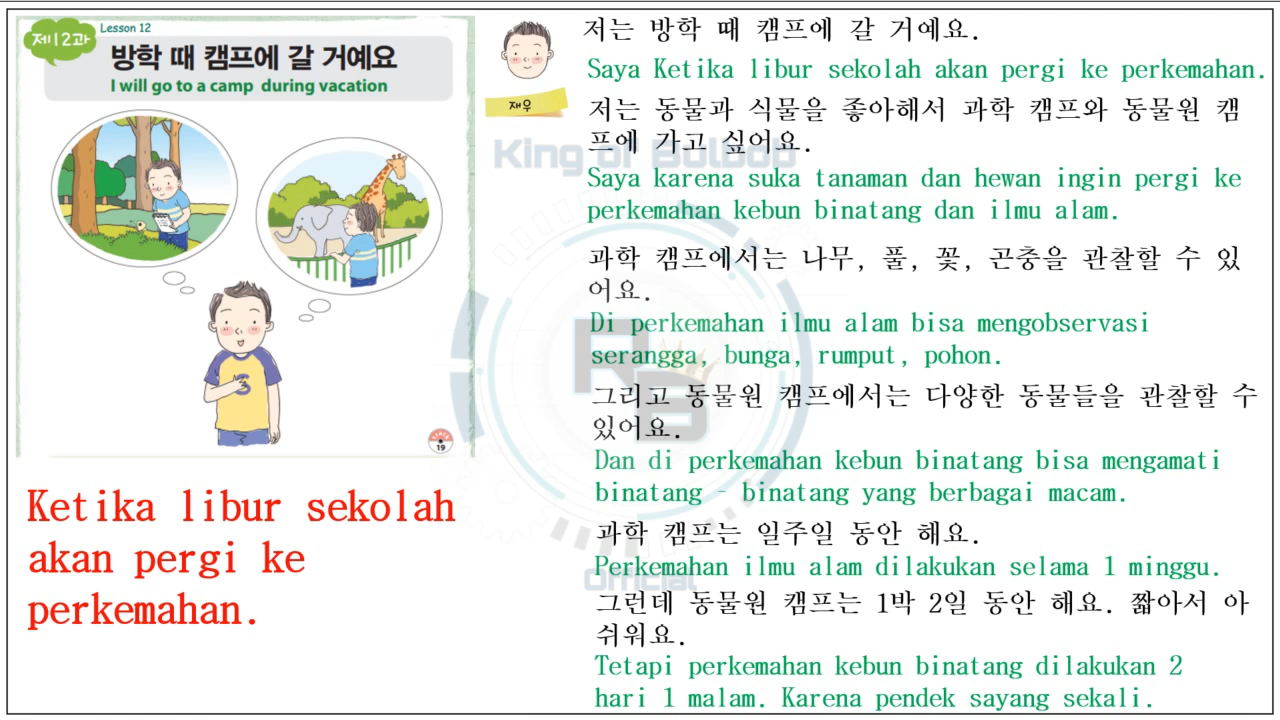 제12과
Lesson 12
방학 때 캠프에 갈 거예요
I will go to a camp during vacation
19
Ketika libur sekolah
akan pergi ke
perkemahan.
재우
저는 방학 때 캠프에 갈 거예요.
Saya Ketika libur sekolah akan pergi ke perkemahan.
저는 동물과 식물을 좋아해서 과학 캠프와 동물원 캠
프에 가고 싶어요.
King of Bolbob
Saya karena suka tanaman dan hewan ingin pergi ke
perkemahan kebun binatang dan ilmu alam.
과학 캠프에서는 나무, 풀, 꽃, 곤충을 관찰할 수 있
어요.
Di perkemahan ilmu alam bisa mengobservasi
serangga, bunga, rumput, pohon.
그리고 동물원 캠프에서는 다양한 동물들을 관찰할 수
있어요.
Dan di perkemahan kebun binatang bisa mengamati
binatang - binatang yang berbagai macam.
과학 캠프는 일주일 동안 해요.
Perkemahan ilmu alam dilakukan selama 1 minggu.
Official
그런데 동물원 캠프는 1박 2일 동안 해요. 짧아서 아
쉬워요.
Tetapi perkemahan kebun binatang dilakukan 2
hari 1 malam. Karena pendek sayang sekali.